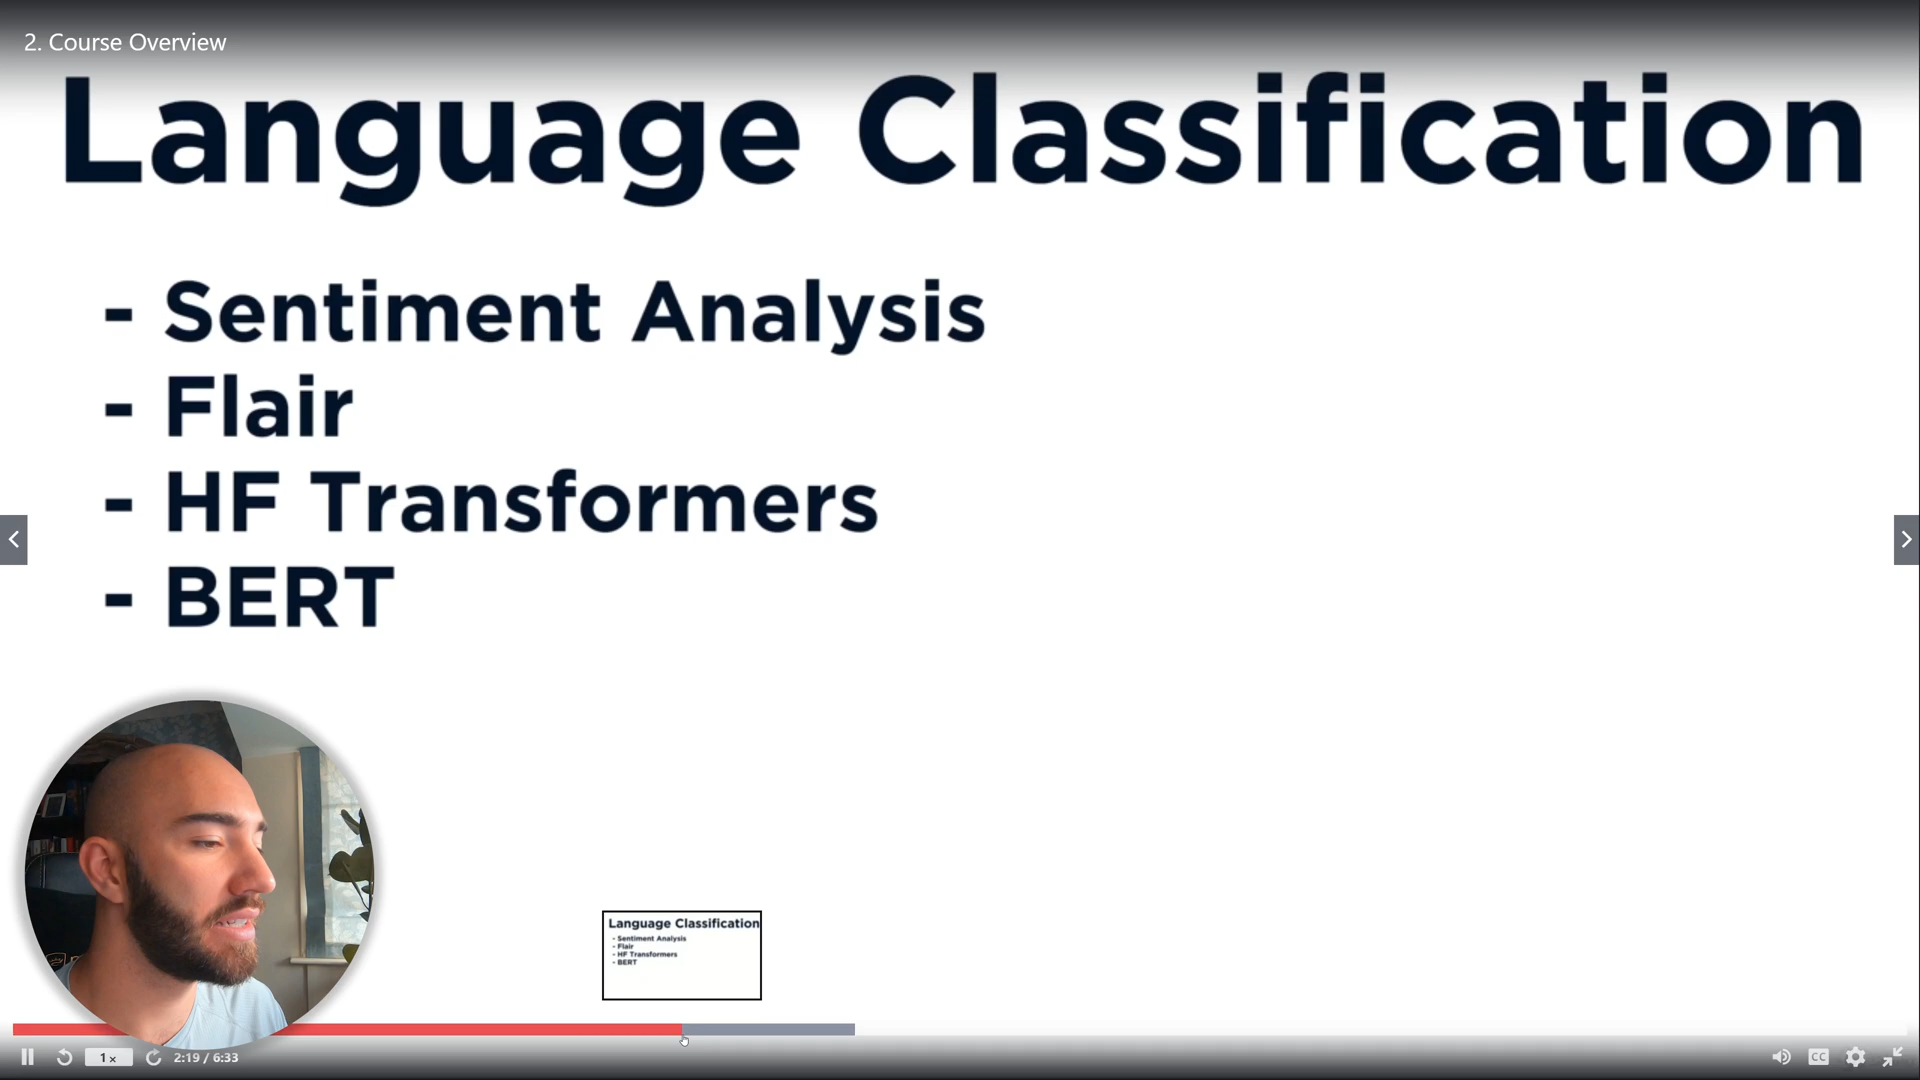 2. Course Overview
Language Classification
- Sentiment Analysis
- Flair
- HF Transformers
- BERT
Language Classification
- Sentiment Analysis
- Flair
- HF Transformers
- BERT
1x
2:19 / 6:33
CC